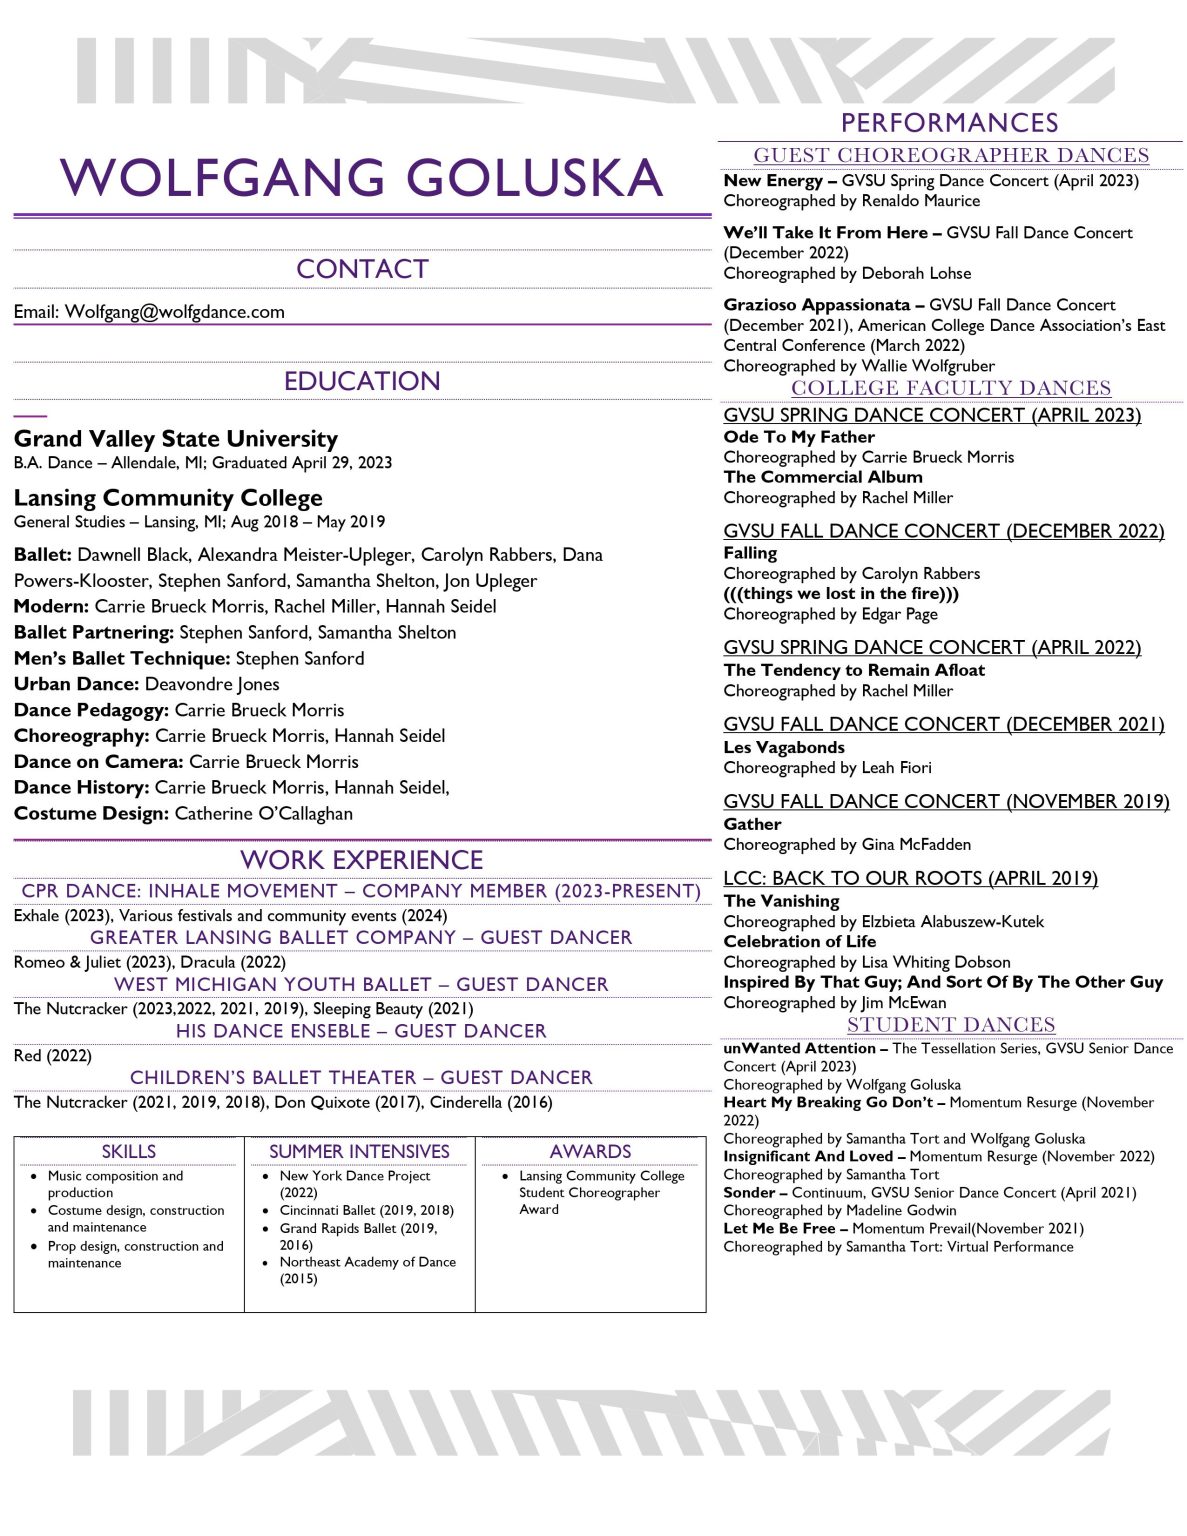 WOLFGANG GOLUSKA
CONTACT
Email: Wolfgang@wolfgdance.com
EDUCATION
Grand Valley State University
B.A. Dance – Allendale, MI; Graduated April 29, 2023
Lansing Community College
General Studies – Lansing, MI; Aug 2018 – May 2019
Ballet: Dawnell Black, Alexandra Meister-Upleger, Carolyn Rabbers, Dana
Powers-Klooster, Stephen Sanford, Samantha Shelton, Jon Upleger
Modern: Carrie Brueck Morris, Rachel Miller, Hannah Seidel
Ballet Partnering: Stephen Sanford, Samantha Shelton
Men’s Ballet Technique: Stephen Sanford
Urban Dance: Deavondre Jones
Dance Pedagogy: Carrie Brueck Morris
Choreography: Carrie Brueck Morris, Hannah Seidel
Dance on Camera: Carrie Brueck Morris
Dance History: Carrie Brueck Morris, Hannah Seidel,
Costume Design: Catherine O’Callaghan
WORK EXPERIENCE
CPR DANCE: INHALE MOVEMENT – COMPANY MEMBER (2023-PRESENT)
Exhale (2023), Various festivals and community events (2024)
GREATER LANSING BALLET COMPANY – GUEST DANCER
Romeo & Juliet (2023), Dracula (2022)
WEST MICHIGAN YOUTH BALLET – GUEST DANCER
The Nutcracker (2023,2022, 2021, 2019), Sleeping Beauty (2021)
HIS DANCE ENSEBLE – GUEST DANCER
Red (2022)
CHILDREN’S BALLET THEATER – GUEST DANCER
The Nutcracker (2021, 2019, 2018), Don Quixote (2017), Cinderella (2016)
SKILLS
• Music composition and
production
• Costume design, construction
and maintenance
• Prop design, construction and
maintenance
SUMMER INTENSIVES
• New York Dance Project
(2022)
• Cincinnati Ballet (2019, 2018)
• Grand Rapids Ballet (2019,
2016)
• Northeast Academy of Dance
(2015)
AWARDS
• Lansing Community College
Student Choreographer
Award
PERFORMANCES
GUEST CHOREOGRAPHER DANCES
New Energy – GVSU Spring Dance Concert (April 2023)
Choreographed by Renaldo Maurice
We’ll Take It From Here – GVSU Fall Dance Concert
(December 2022)
Choreographed by Deborah Lohse
Grazioso Appassionata – GVSU Fall Dance Concert
(December 2021), American College Dance Association’s East
Central Conference (March 2022)
Choreographed by Wallie Wolfgruber
COLLEGE FACULTY DANCES
GVSU SPRING DANCE CONCERT (APRIL 2023)
Ode To My Father
Choreographed by Carrie Brueck Morris
The Commercial Album
Choreographed by Rachel Miller
GVSU FALL DANCE CONCERT (DECEMBER 2022)
Falling
Choreographed by Carolyn Rabbers
(((things we lost in the fire)))
Choreographed by Edgar Page
GVSU SPRING DANCE CONCERT (APRIL 2022)
The Tendency to Remain Afloat
Choreographed by Rachel Miller
GVSU FALL DANCE CONCERT (DECEMBER 2021)
Les Vagabonds
Choreographed by Leah Fiori
GVSU FALL DANCE CONCERT (NOVEMBER 2019)
Gather
Choreographed by Gina McFadden
LCC: BACK TO OUR ROOTS (APRIL 2019)
The Vanishing
Choreographed by Elzbieta Alabuszew-Kutek
Celebration of Life
Choreographed by Lisa Whiting Dobson
Inspired By That Guy; And Sort Of By The Other Guy
Choreographed by Jim McEwan
STUDENT DANCES
unWanted Attention – The Tessellation Series, GVSU Senior Dance
Concert (April 2023)
Choreographed by Wolfgang Goluska
Heart My Breaking Go Don’t – Momentum Resurge (November
2022)
Choreographed by Samantha Tort and Wolfgang Goluska
Insignificant And Loved – Momentum Resurge (November 2022)
Choreographed by Samantha Tort
Sonder – Continuum, GVSU Senior Dance Concert (April 2021)
Choreographed by Madeline Godwin
Let Me Be Free – Momentum Prevail(November 2021)
Choreographed by Samantha Tort: Virtual Performance